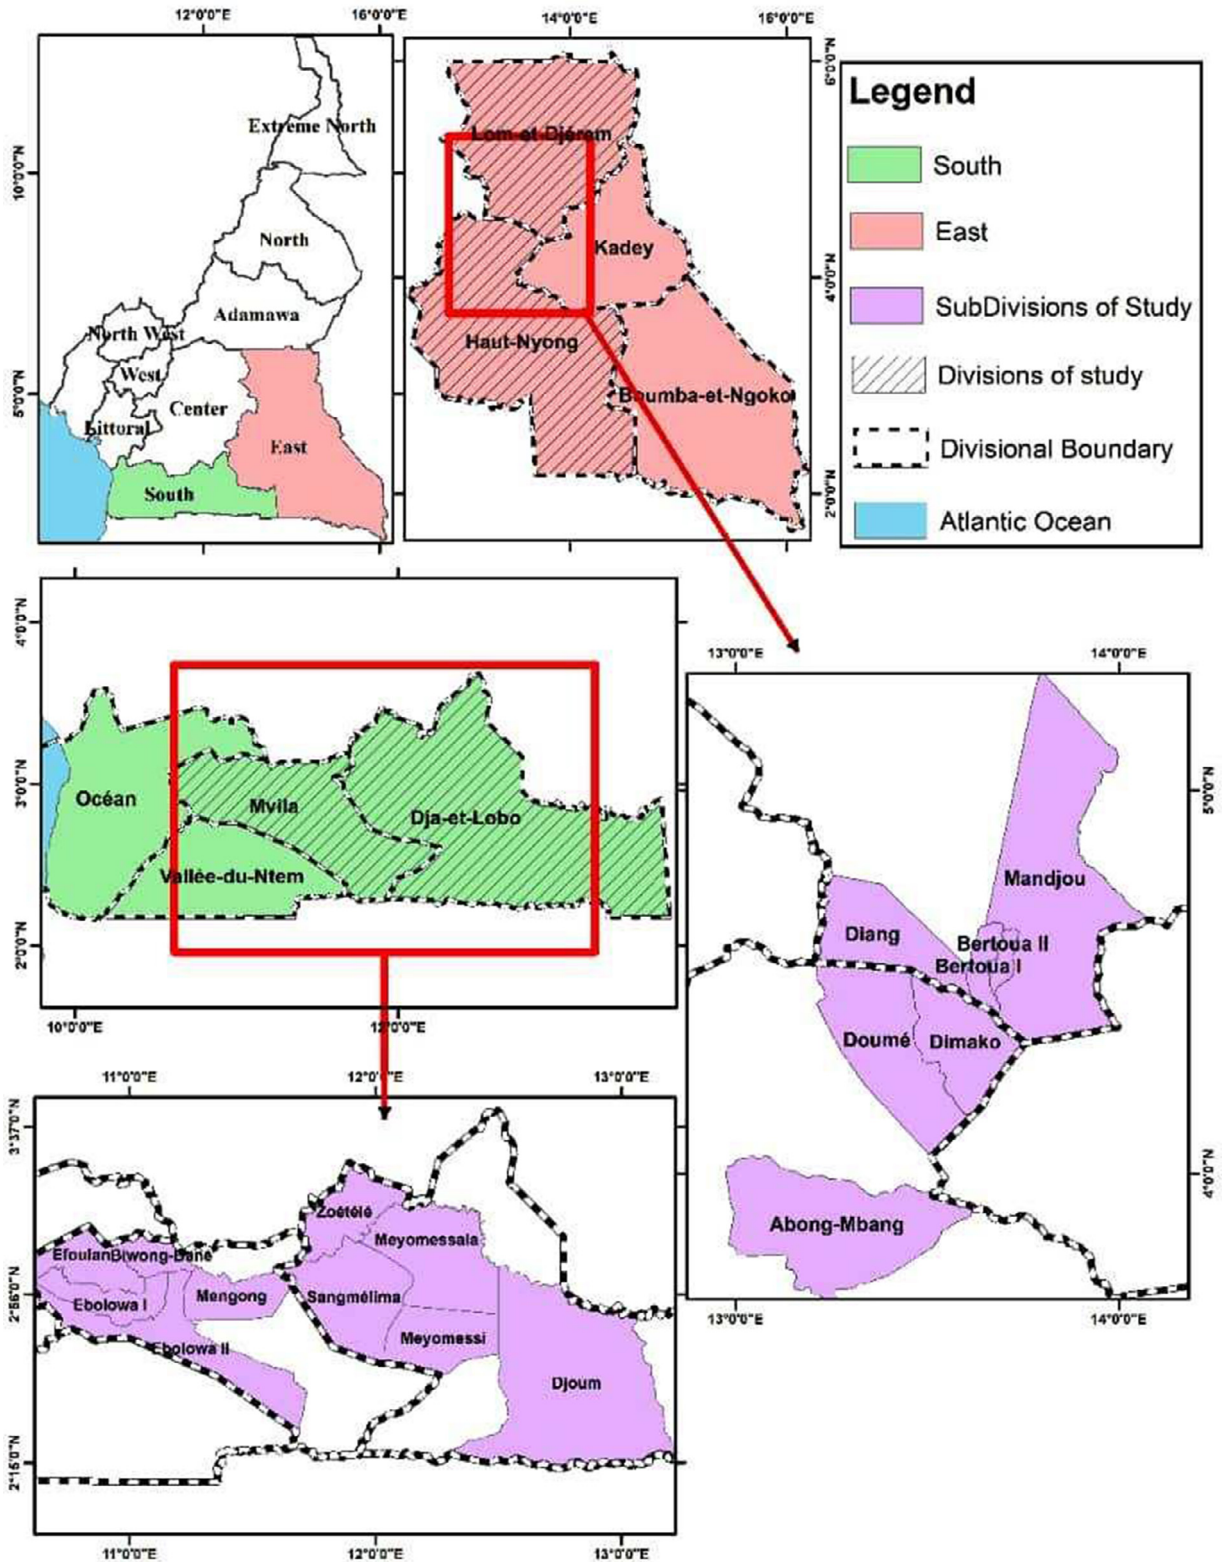 12°0'0"E
16°0'0"E
10°0'0"N
5°0'0"N
Extreme North
North
Adamawa
North West
West
Center
Littoral
East
South
14°0'0"E
16°0'0"E
6°0'0"N
4°0'0"N
2°0'0"N
Lom-et-Djérem
Kadey
Haut-Nyong
Boumba-et-Ngoko
Legend
South
East
SubDivisions of Study
Divisions of study
Divisional Boundary
Atlantic Ocean
4°0'0"N
3°0'0"N
2°0'0"N
Océan
Mvila
Dja-et-Lobo
Vallée-du-Ntem
10°0'0"E
12°0'0"E
13°0'0"E
14°0'0"E
5°0'0"N
4°0'0"N
Mandjou
Diang
Bertoua II
Bertoua I
Doumé
Dimako
Abong-Mbang
13°0'0"E
14°0'0"E
11°0'0"E
12°0'0"E
13°0'0"E
3°37'0"N
2°56'0"N
2°15'0"N
Zoétélé
Meyomessala
Efoulan
Biwong-Bane
Ebolowa I
Mengong
Sangmélima
Ebolowa II
Meyomessi
Djoum
11°0'0"E
12°0'0"E
13°0'0"E